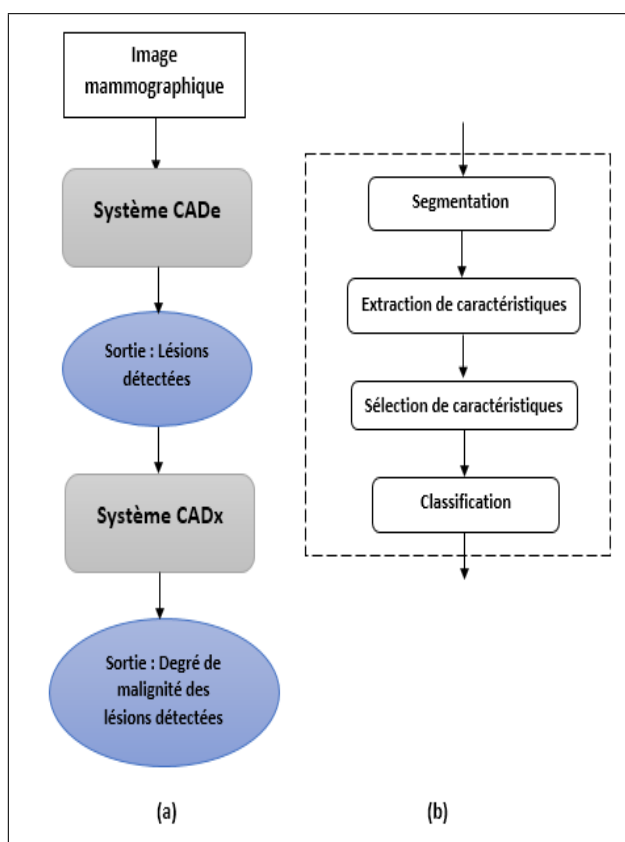 Image
mammographique
Système CADe
Sortie : Lésions
détectées
Système CADx
Sortie : Degré de
malignité des
lésions détectées
(a)
Segmentation
Extraction de caractéristiques
Sélection de caractéristiques
Classification
(b)